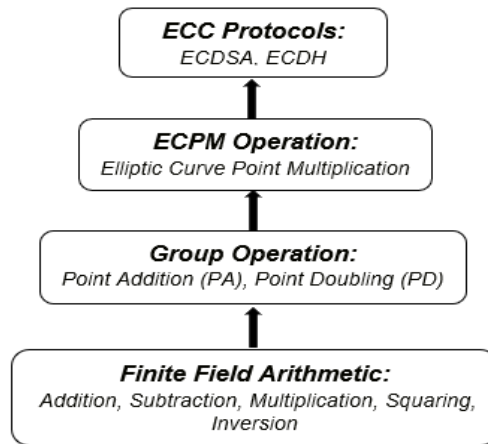 ECC Protocols:
ECDSA. ECDH
ECPM Operation:
Elliptic Curve Point Multiplication
Group Operation:
Point Addition (PA), Point Doubling (PD)
Finite Field Arithmetic:
Addition, Subtraction, Multiplication, Squaring,
Inversion